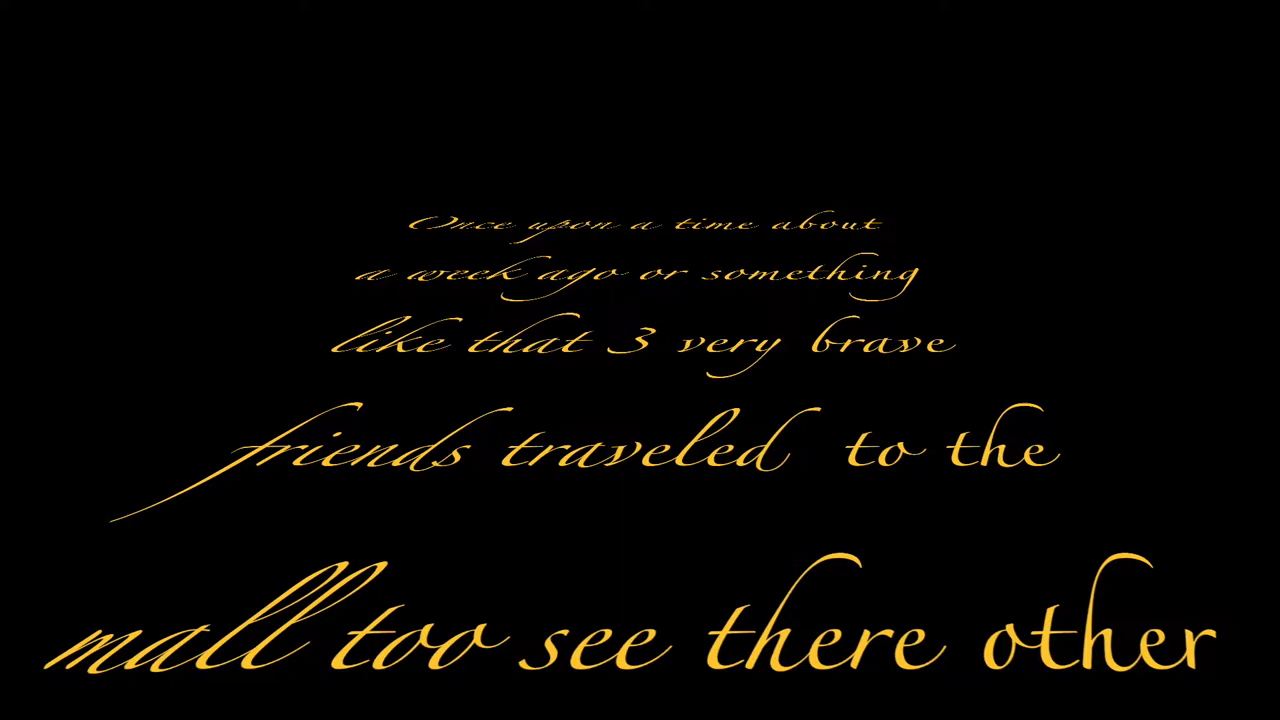 Once upon a time about
a week ago or something
like that 3 very brave
friends traveled to the
mall too see there other